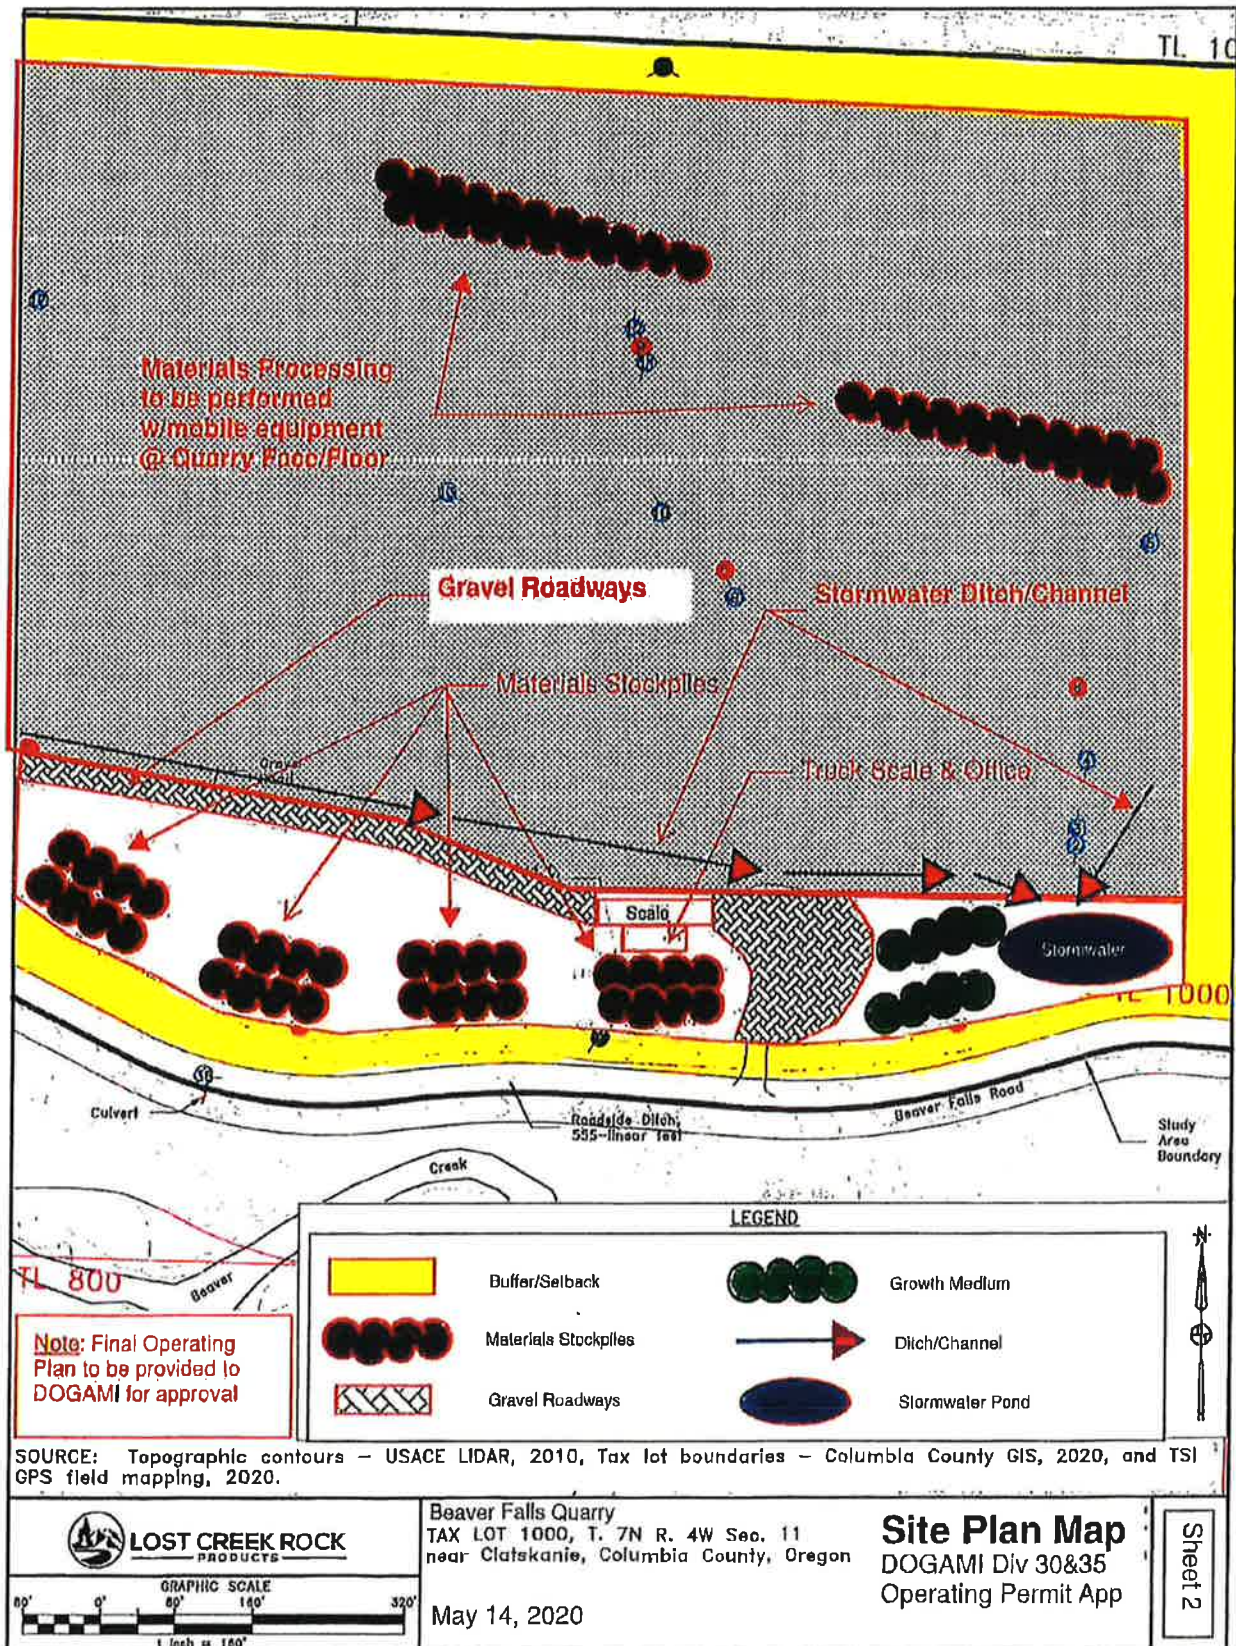 TL 10
Materials Processing
to be performed
w/mobile equipment
@ Quarry Face/Floor
Gravel Roadways
Stormwater Ditch/Channel
Materials Stockpiles
Truck Scale & Office
Scale
Stormwater
1000
Culvert
Roadside Ditch,
555-linear feet
Beaver Falls Road
Study
Area
Boundary
Creek
Beaver
TL 800
LEGEND
Buffer/Setback
Growth Medium
Materials Stockpiles
Ditch/Channel
Gravel Roadways
Stormwater Pond
N
Note: Final Operating
Plan to be provided to
DOGAMI for approval
SOURCE: Topographic contours – USACE LIDAR, 2010, Tax lot boundaries – Columbia County GIS, 2020, and TSI
GPS field mapping, 2020.
LOST CREEK ROCK
PRODUCTS
GRAPHIC SCALE
80' 0' 80' 160' 320'
1 inch = 160'
Beaver Falls Quarry
TAX LOT 1000, T. 7N R. 4W Sec. 11
near Clatskanie, Columbia County, Oregon
May 14, 2020
Site Plan Map
DOGAMI Div 30&35
Operating Permit App
Sheet 2